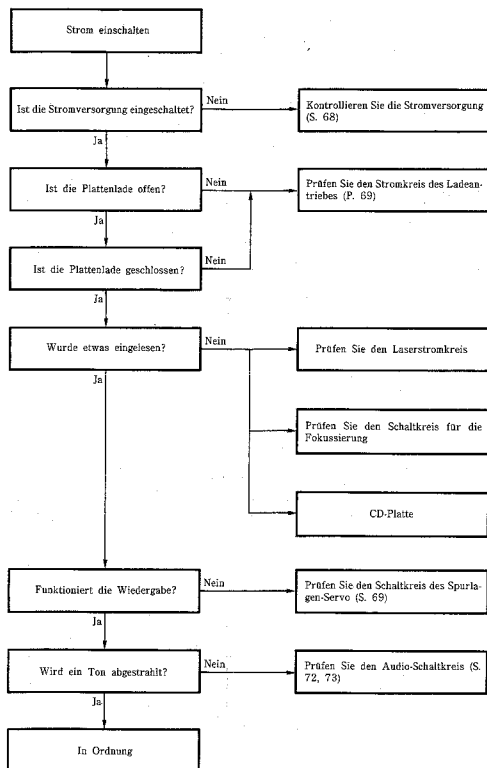 Strom einschalten
Ist die Stromversorgung eingeschaltet?
Nein
Kontrollieren Sie die Stromversorgung
(S. 68)
Ja
Ist die Plattenlade offen?
Nein
Prüfen Sie den Stromkreis des Ladean-
triebes (P. 69)
Ja
Ist die Plattenlade geschlossen?
Nein
Ja
Wurde etwas eingelesen?
Nein
Prüfen Sie den Laserstromkreis
Ja
Prüfen Sie den Schaltkreis für die
Fokussierung
CD-Platte
Funktioniert die Wiedergabe?
Nein
Prüfen Sie den Schaltkreis des Spurla-
gen-Servo (S. 69)
Ja
Wird ein Ton abgestrahlt?
Nein
Prüfen Sie den Audio-Schaltkreis (S.
72, 73)
Ja
In Ordnung